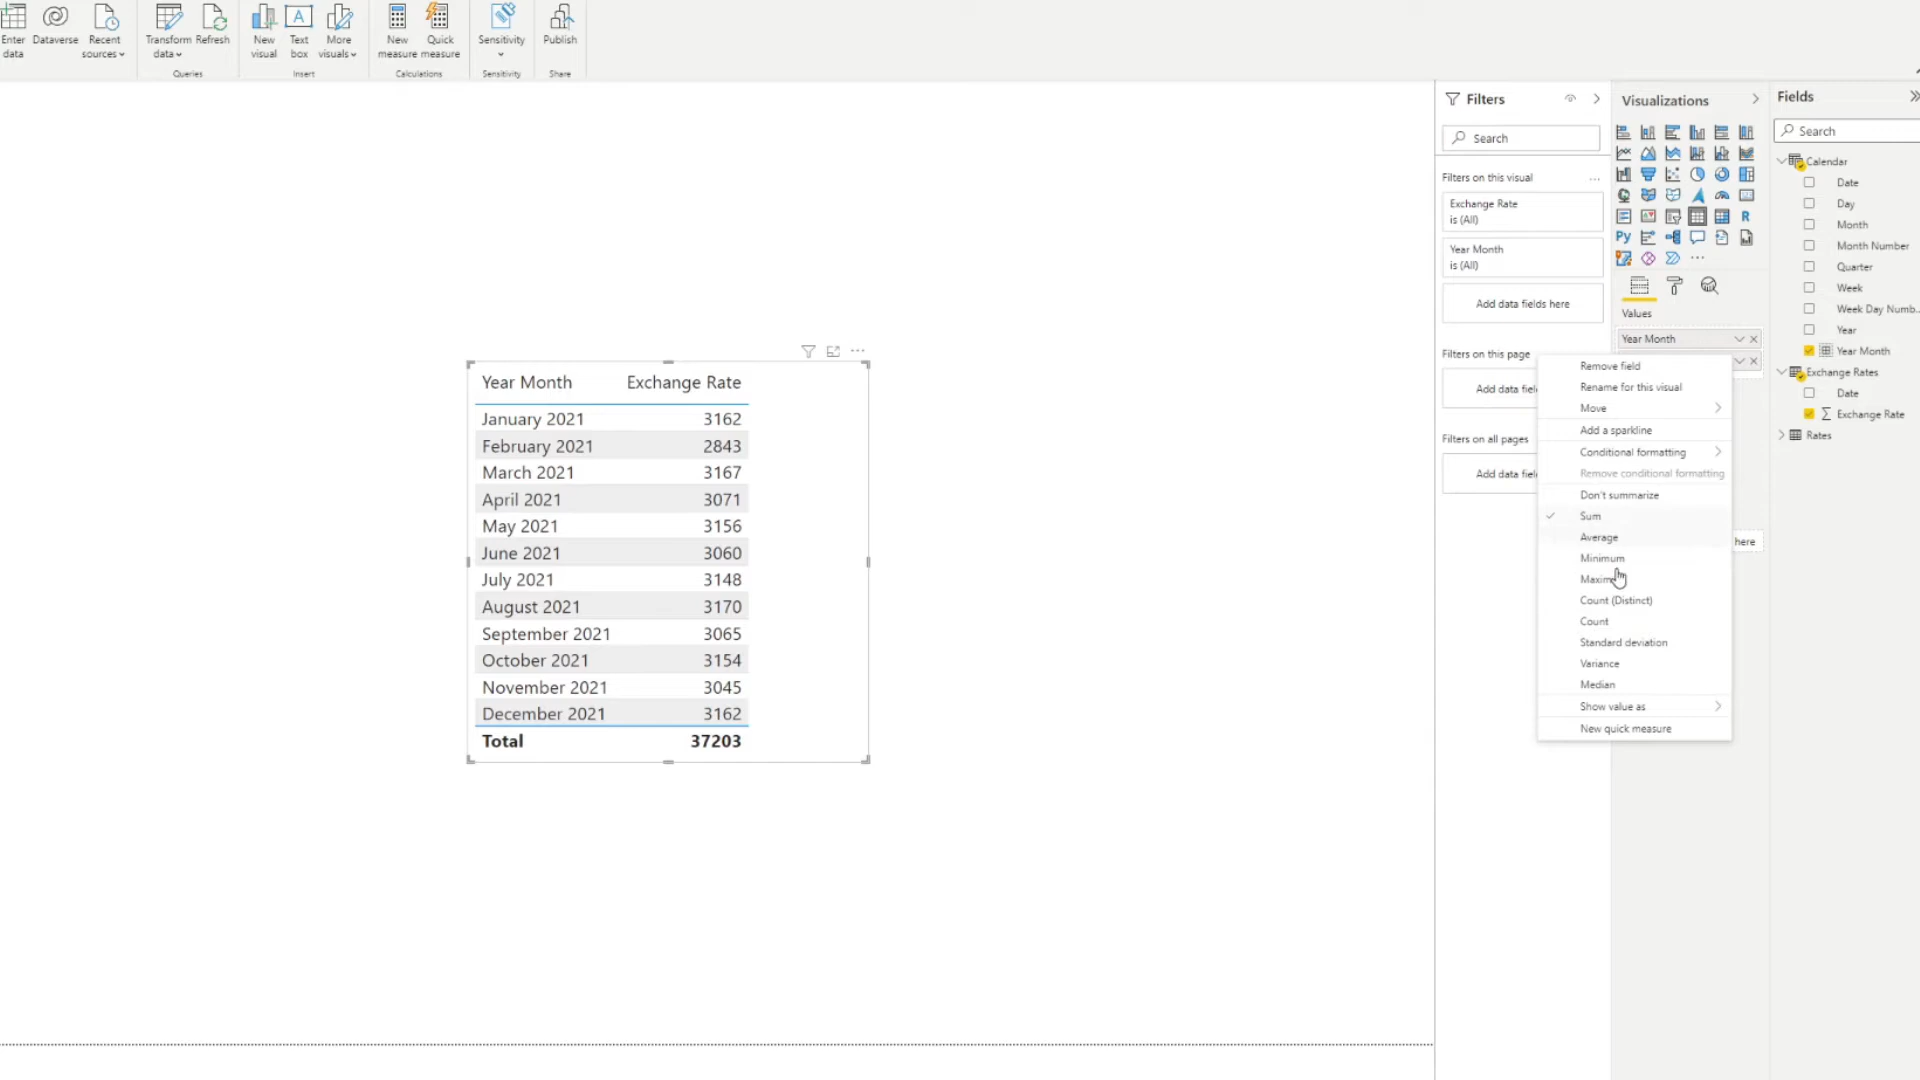 Enter data
Dataverse
Recent sources
Transform data
Refresh
Queries
New visual
A
Text box
More visuals
Insert
New measure
Quick measure
Calculations
Sensitivity
Sensitivity
Publish
Share
Filters
Search
Filters on this visual
Exchange Rate
is (All)
Year Month
is (All)
Add data fields here
Filters on this page
Add data
Filters on all pages
Add data
Visualizations
R
Py
Values
Year Month
here
Remove field
Rename for this visual
Move
Add a sparkline
Conditional formatting
Remove conditional formatting
Don't summarize
Sum
Average
Minimum
Maxim
Count (Distinct)
Count
Standard deviation
Variance
Median
Show value as
New quick measure
Fields
Search
Calendar
Date
Day
Month
Month Number
Quarter
Week
Week Day Numb...
Year
Year Month
Exchange Rates
Date
Σ Exchange Rate
Rates
Year Month Exchange Rate
January 2021 3162
February 2021 2843
March 2021 3167
April 2021 3071
May 2021 3156
June 2021 3060
July 2021 3148
August 2021 3170
September 2021 3065
October 2021 3154
November 2021 3045
December 2021 3162
Total 37203